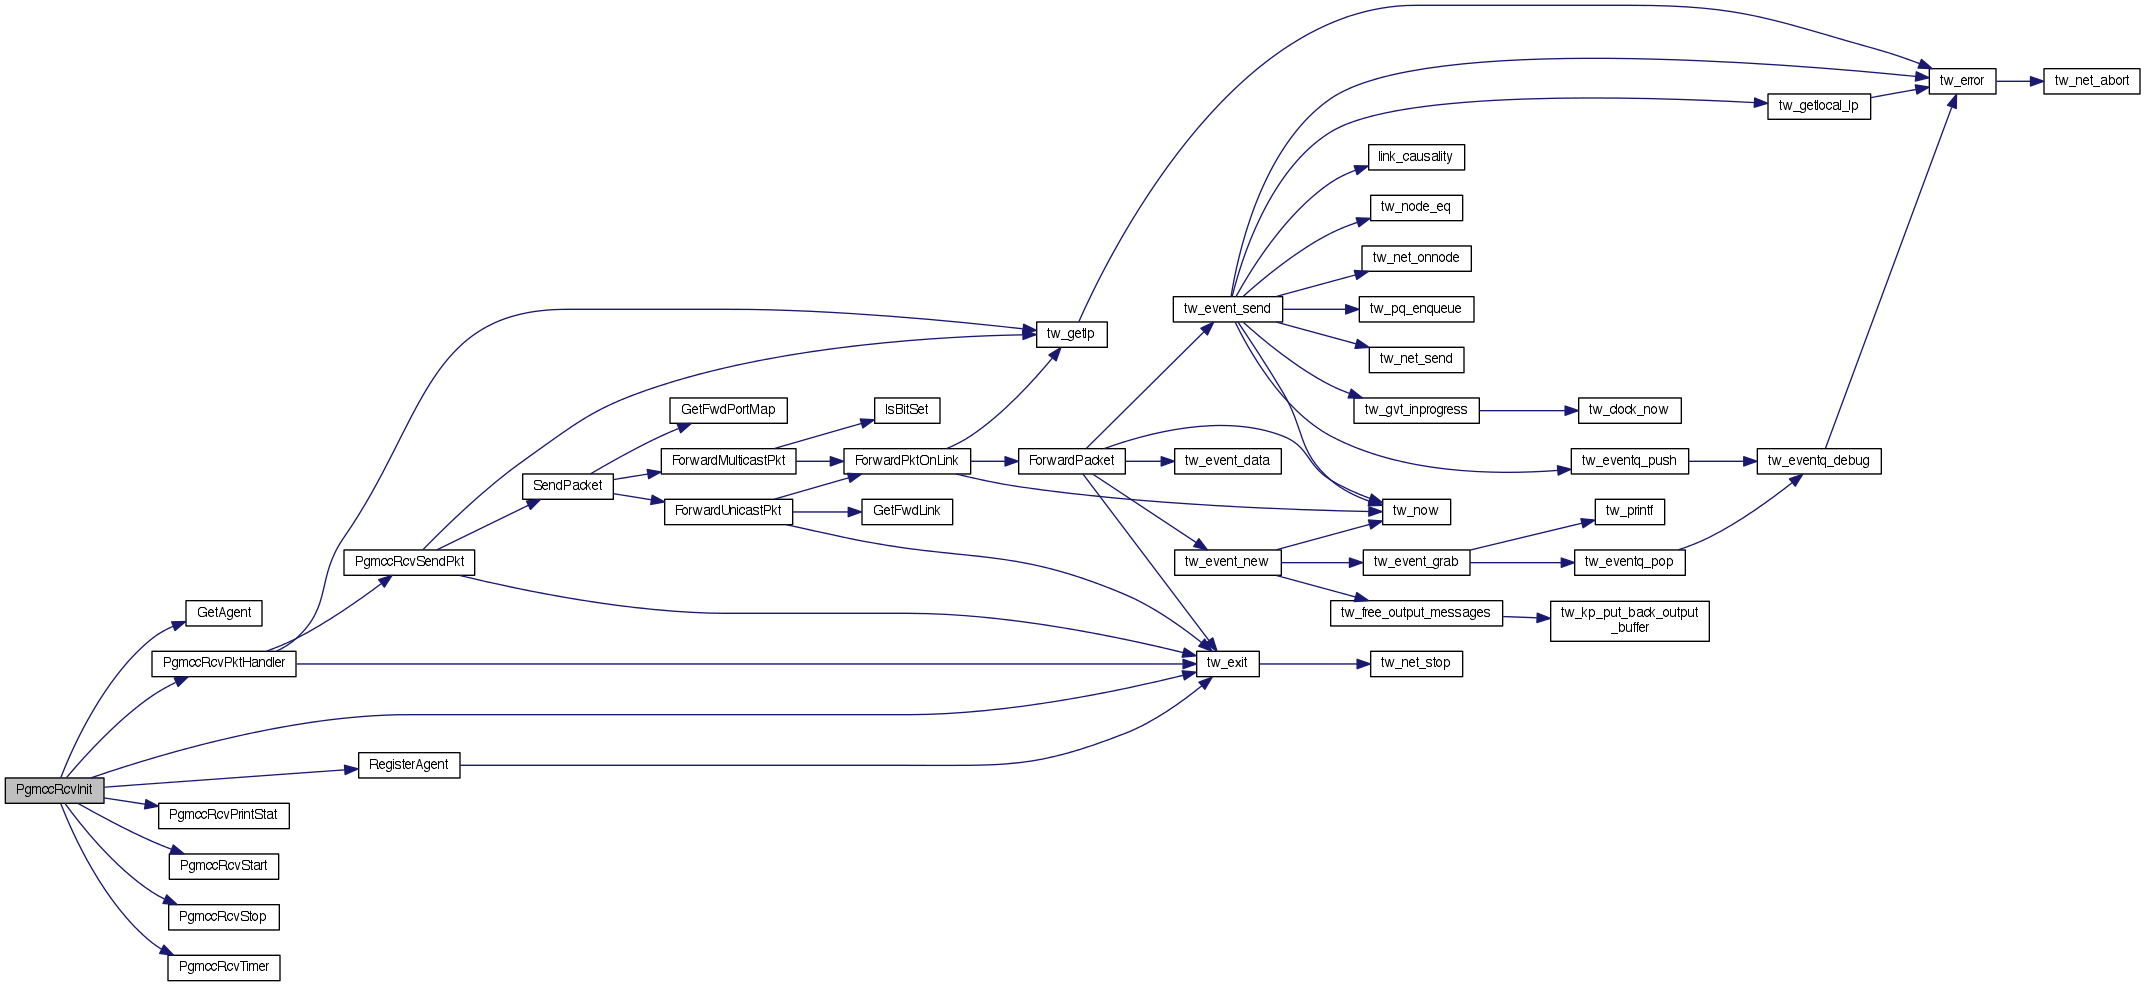 tw_error
tw_net_abort
tw_getlocal_lp
link_causality
tw_node_eq
tw_net_onnode
tw_event_send
tw_pq_enqueue
tw_getlp
tw_net_send
GetFwdPortMap
IsBitSet
tw_gvt_inprogress
tw_clock_now
ForwardMulticastPkt
ForwardPktOnLink
ForwardPacket
tw_event_data
tw_eventq_push
tw_eventq_debug
SendPacket
ForwardUnicastPkt
GetFwdLink
tw_now
tw_printf
PgmccRcvSendPkt
tw_event_new
tw_event_grab
tw_eventq_pop
GetAgent
tw_free_output_messages
tw_kp_put_back_output
_buffer
PgmccRcvPktHandler
tw_exit
tw_net_stop
RegisterAgent
PgmccRcvInit
PgmccRcvPrintStat
PgmccRcvStart
PgmccRcvStop
PgmccRcvTimer